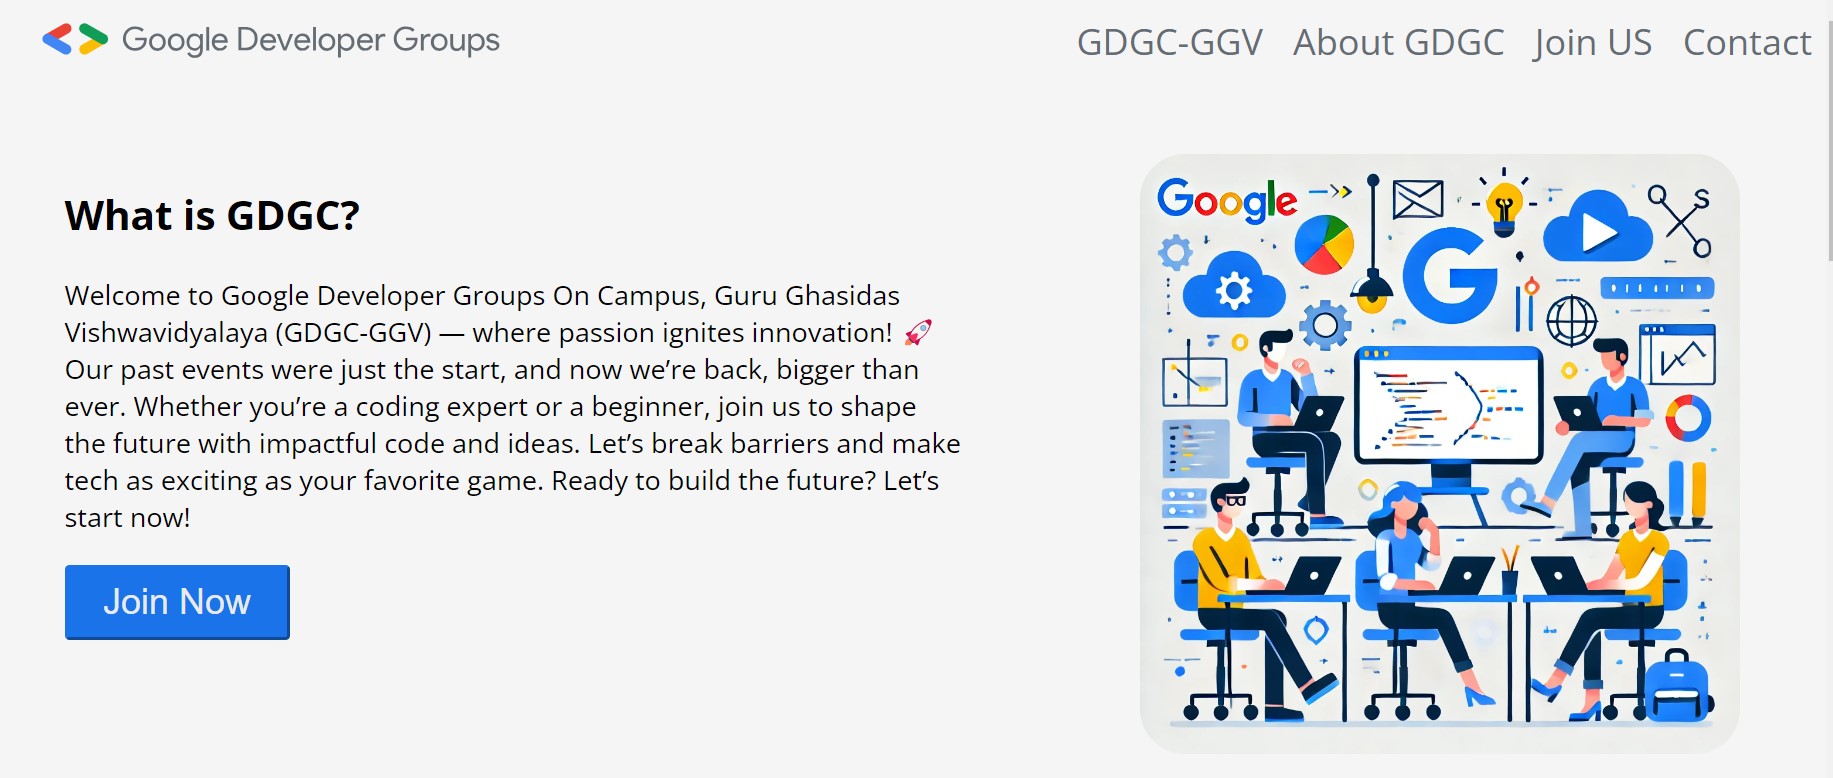 Google Developer Groups
GDGC-GGV About GDGC Join US Contact
What is GDGC?
Welcome to Google Developer Groups On Campus, Guru Ghasidas
Vishwavidyalaya (GDGC-GGV) — where passion ignites innovation! 🚀
Our past events were just the start, and now we’re back, bigger than
ever. Whether you’re a coding expert or a beginner, join us to shape
the future with impactful code and ideas. Let’s break barriers and make
tech as exciting as your favorite game. Ready to build the future? Let’s
start now!
Join Now
Google
G